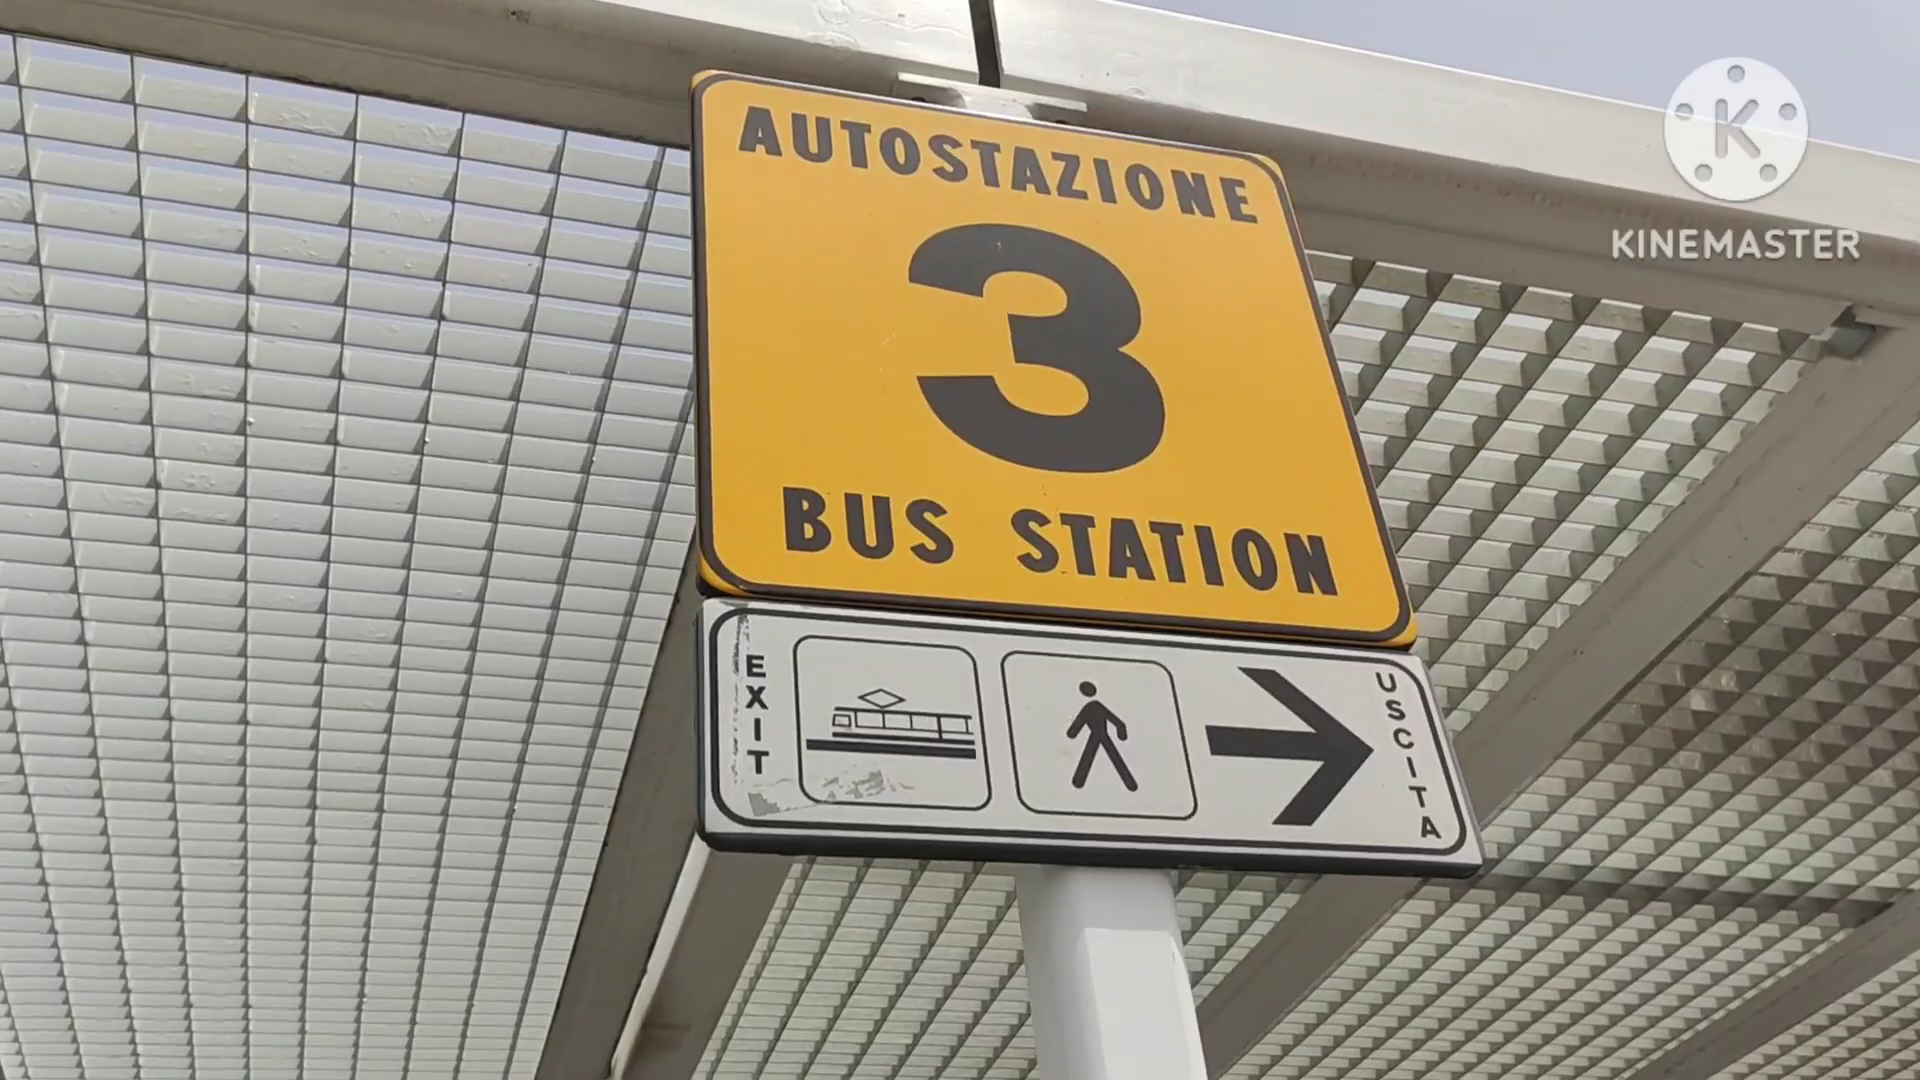 AUTOSTAZIONE
3
BUS STATION
EXIT
USCITA
K
KINEMASTER